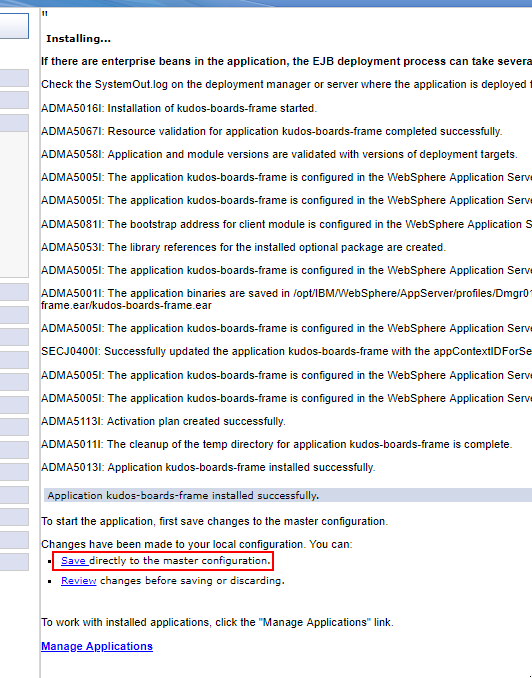 "
Installing...
If there are enterprise beans in the application, the EJB deployment process can take severa
Check the SystemOut.log on the deployment manager or server where the application is deployed
ADMA5016I: Installation of kudos-boards-frame started.
ADMA5067I: Resource validation for application kudos-boards-frame completed successfully.
ADMA5058I: Application and module versions are validated with versions of deployment targets.
ADMA5005I: The application kudos-boards-frame is configured in the WebSphere Application Serve
ADMA5005I: The application kudos-boards-frame is configured in the WebSphere Application Serve
ADMA5081I: The bootstrap address for client module is configured in the WebSphere Application S
ADMA5053I: The library references for the installed optional package are created.
ADMA5005I: The application kudos-boards-frame is configured in the WebSphere Application Serve
ADMA5001I: The application binaries are saved in /opt/IBM/WebSphere/AppServer/profiles/Dmgr01
frame.ear/kudos-boards-frame.ear
ADMA5005I: The application kudos-boards-frame is configured in the WebSphere Application Serve
SECJ0400I: Successfully updated the application kudos-boards-frame with the appContextIDForSe
ADMA5005I: The application kudos-boards-frame is configured in the WebSphere Application Serve
ADMA5005I: The application kudos-boards-frame is configured in the WebSphere Application Serve
ADMA5113I: Activation plan created successfully.
ADMA5011I: The cleanup of the temp directory for application kudos-boards-frame is complete.
ADMA5013I: Application kudos-boards-frame installed successfully.
Application kudos-boards-frame installed successfully.
To start the application, first save changes to the master configuration.
Changes have been made to your local configuration. You can:
Save directly to the master configuration.
Review changes before saving or discarding.
To work with installed applications, click the "Manage Applications" link.
Manage Applications